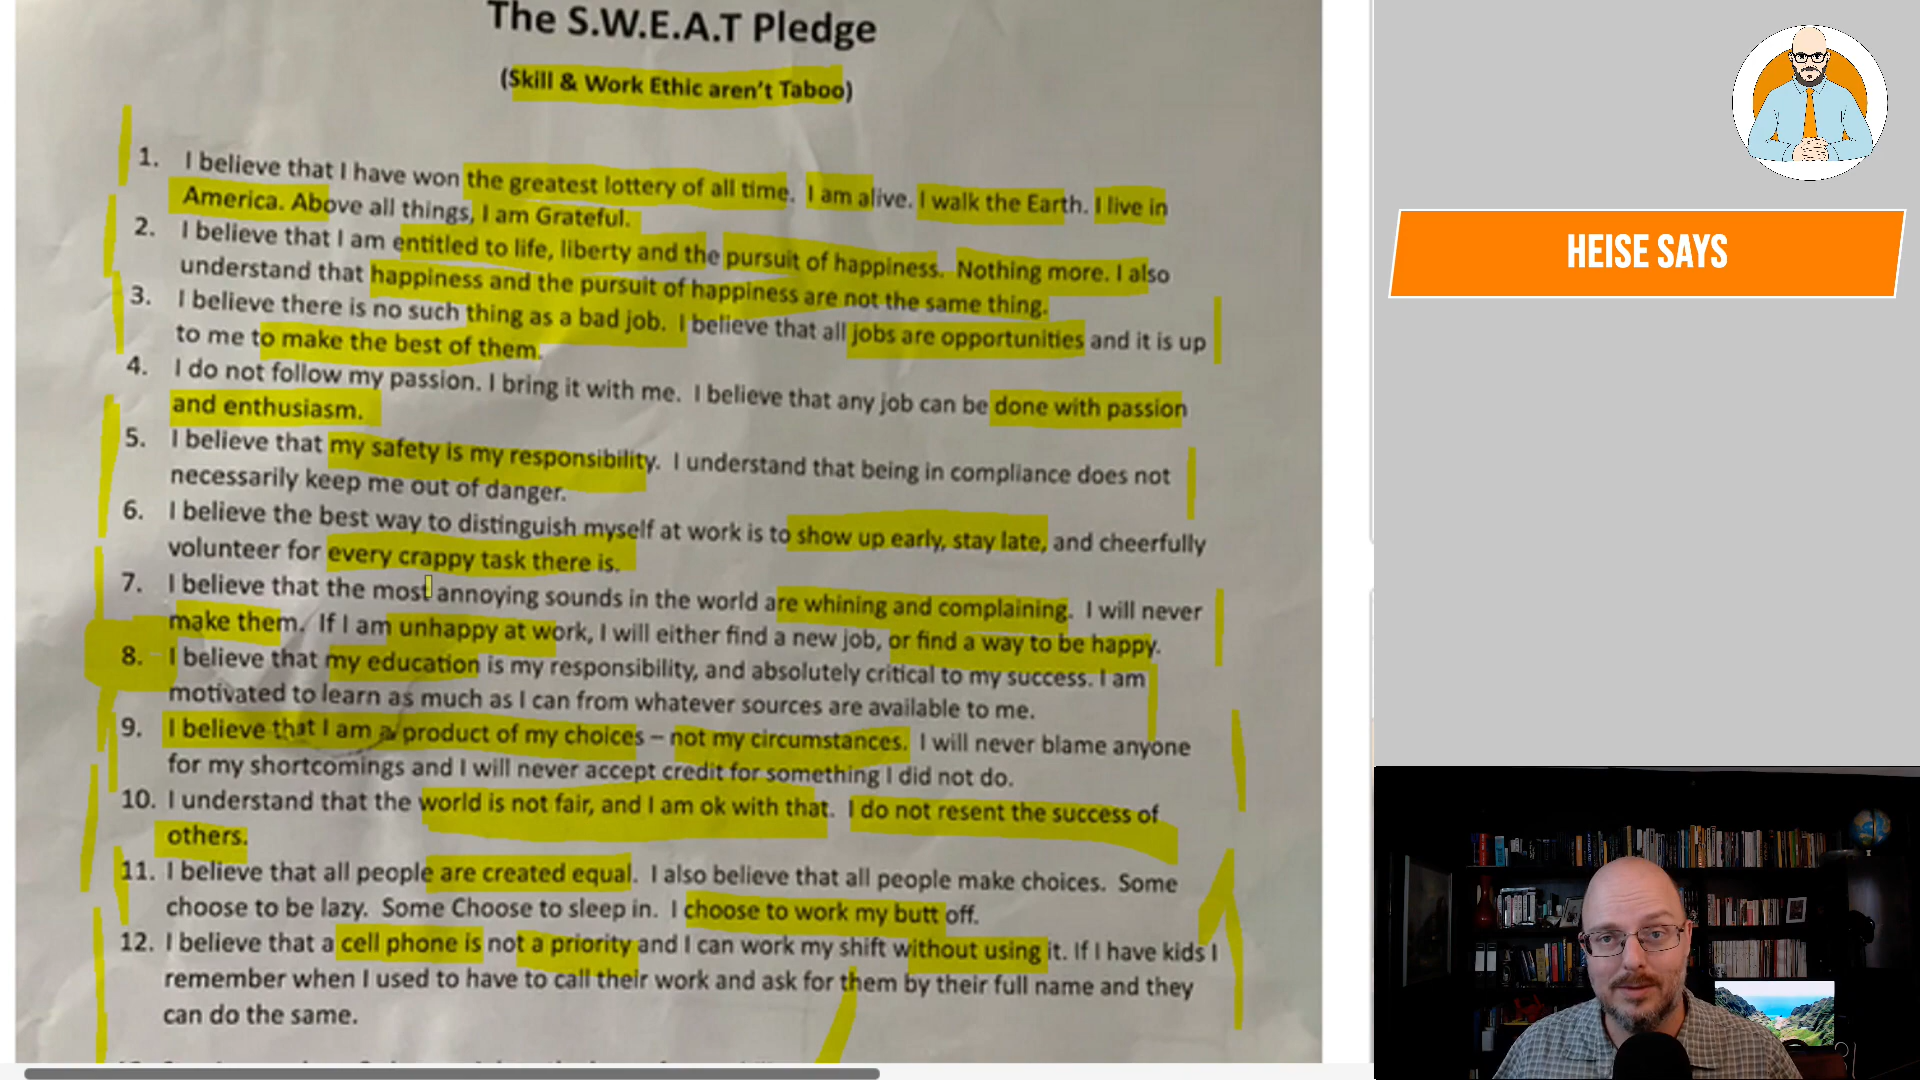 The S.W.E.A.T Pledge
(Skill & Work Ethic aren't Taboo)
1. I believe that I have won the greatest lottery of all time. I am alive. I walk the Earth. I live in
America. Above all things, I am Grateful.
2. I believe that I am entitled to life, liberty and the pursuit of happiness. Nothing more. I also
understand that happiness and the pursuit of happiness are not the same thing.
3. I believe there is no such thing as a bad job. I believe that all jobs are opportunities and it is up
to me to make the best of them.
4. I do not follow my passion. I bring it with me. I believe that any job can be done with passion
and enthusiasm.
5. I believe that my safety is my responsibility. I understand that being in compliance does not
necessarily keep me out of danger.
6. I believe the best way to distinguish myself at work is to show up early, stay late, and cheerfully
volunteer for every crappy task there is.
7. I believe that the most annoying sounds in the world are whining and complaining. I will never
make them. If I am unhappy at work, I will either find a new job, or find a way to be happy.
8. I believe that my education is my responsibility, and absolutely critical to my success. I am
motivated to learn as much as I can from whatever sources are available to me.
9. I believe that I am a product of my choices – not my circumstances. I will never blame anyone
for my shortcomings and I will never accept credit for something I did not do.
10. I understand that the world is not fair, and I am ok with that. I do not resent the success of
others.
11. I believe that all people are created equal. I also believe that all people make choices. Some
choose to be lazy. Some Choose to sleep in. I choose to work my butt off.
12. I believe that a cell phone is not a priority and I can work my shift without using it. If I have kids I
remember when I used to have to call their work and ask for them by their full name and they
can do the same.
HEISE SAYS